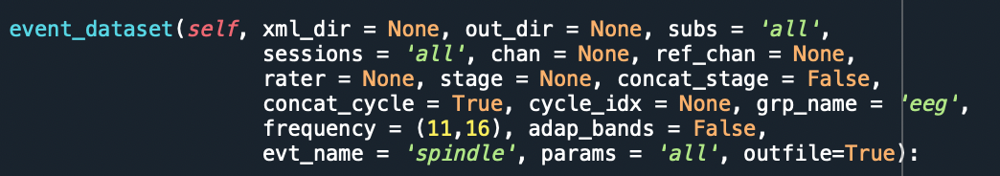 event_dataset(self, xml_dir = None, out_dir = None, subs = 'all',
sessions = 'all', chan = None, ref_chan = None,
rater = None, stage = None, concat_stage = False,
concat_cycle = True, cycle_idx = None, grp_name = 'eeg',
frequency = (11,16), adap_bands = False,
evt_name = 'spindle', params = 'all', outfile=True):